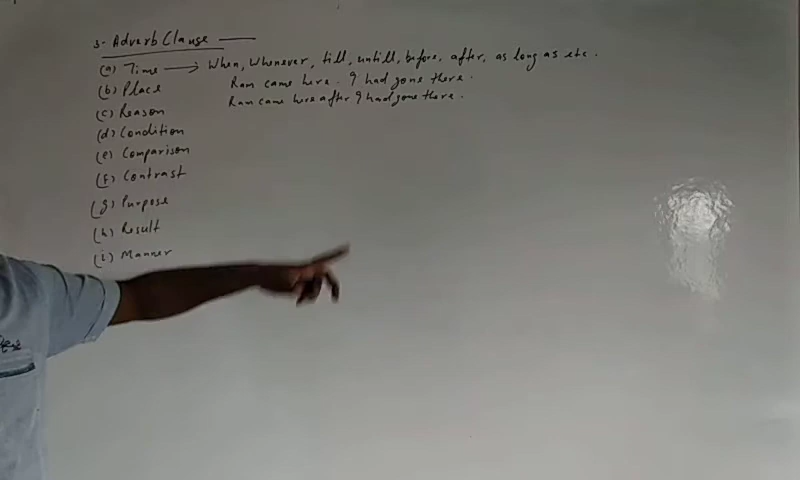 3- Adverb Clause —
(a) Time → When, Whenever, till, untill, before, after, as long as etc.
(b) Place Ram came here. I had gone there.
(c) Reason Ram came here after I had gone there.
(d) Condition
(e) Comparison
(f) Contrast
(g) Purpose
(h) Result
(i) Manner